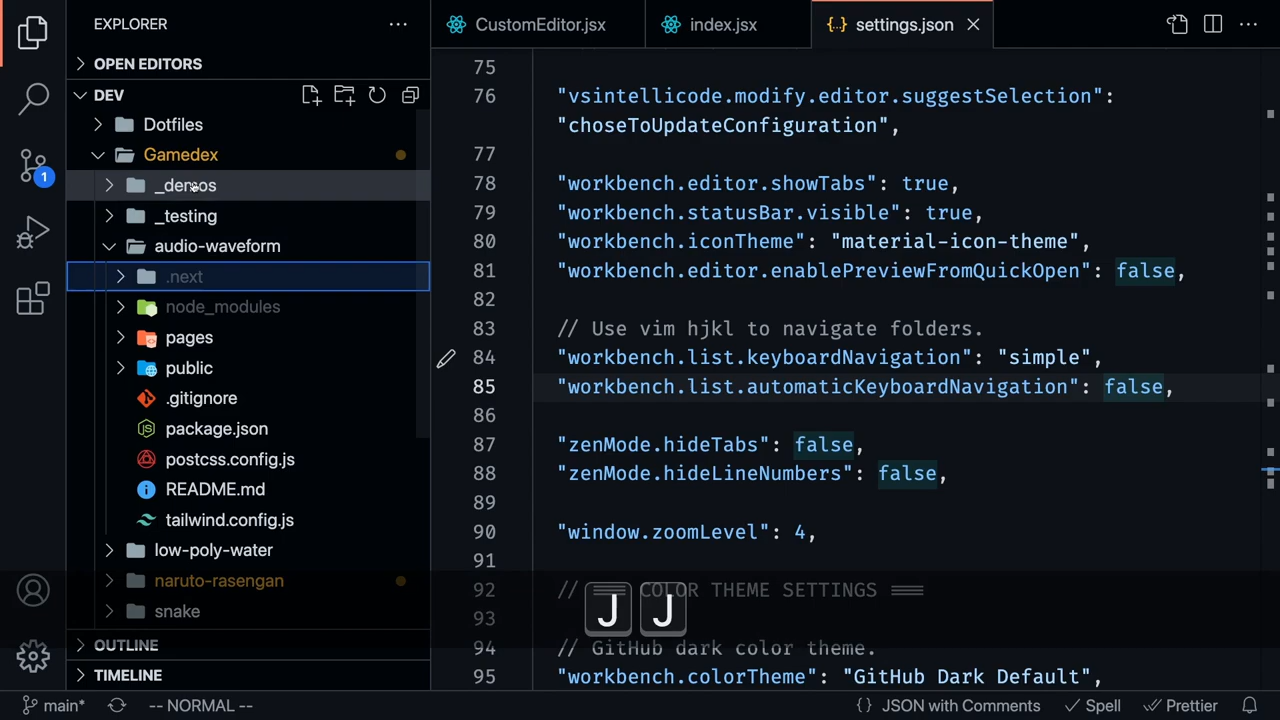 EXPLORER
OPEN EDITORS
DEV
Dotfiles
Gamedex
_demos
_testing
audio-waveform
.next
node_modules
pages
public
.gitignore
package.json
postcss.config.js
README.md
tailwind.config.js
low-poly-water
naruto-rasengan
snake
OUTLINE
TIMELINE
1
CustomEditor.jsx
index.jsx
{..} settings.json
75
76 "vsintellicode.modify.editor.suggestSelection":
"choseToUpdateConfiguration",
77
78 "workbench.editor.showTabs": true,
79 "workbench.statusBar.visible": true,
80 "workbench.iconTheme": "material-icon-theme",
81 "workbench.editor.enablePreviewFromQuickOpen": false,
82
83 // Use vim hjkl to navigate folders.
84 "workbench.list.keyboardNavigation": "simple",
85 "workbench.list.automaticKeyboardNavigation": false,
86
87 "zenMode.hideTabs": false,
88 "zenMode.hideLineNumbers": false,
89
90 "window.zoomLevel": 4,
91
92 // ═══ COLOR THEME SETTINGS ═══
93
94 // GitHub dark color theme.
95 "workbench.colorTheme": "GitHub Dark Default",
J J
main*
-- NORMAL --
{} JSON with Comments
Spell
Prettier